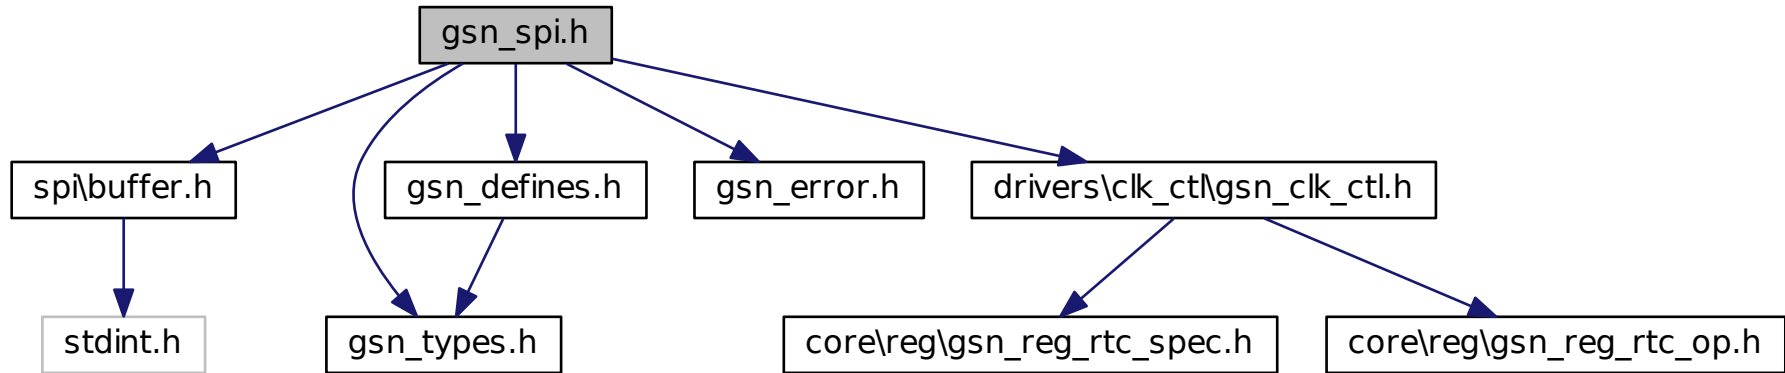 gsn_spi.h
spi\buffer.h
gsn_defines.h
gsn_error.h
drivers\clk_ctl\gsn_clk_ctl.h
stdint.h
gsn_types.h
core\reg\gsn_reg_rtc_spec.h
core\reg\gsn_reg_rtc_op.h